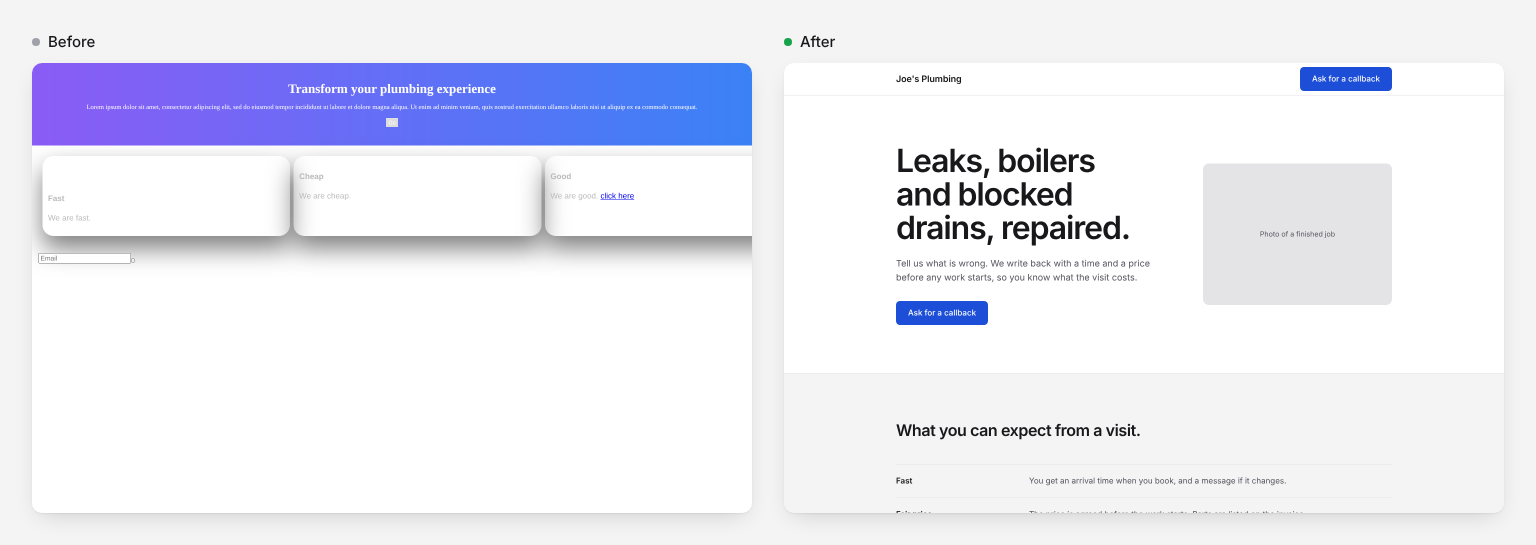 Before
Transform your plumbing experience
Lorem ipsum dolor sit amet, consectetur adipiscing elit, sed do eiusmod tempor incididunt ut labore et dolore magna aliqua. Ut enim ad minim veniam, quis nostrud exercitation ullamco laboris nisi ut aliquip ex ea commodo consequat.
Fast
We are fast.
Cheap
We are cheap.
Good
We are good. click here
Email
After
Joe's Plumbing
Ask for a callback
Leaks, boilers
and blocked
drains, repaired.
Tell us what is wrong. We write back with a time and a price
before any work starts, so you know what the visit costs.
Ask for a callback
Photo of a finished job
What you can expect from a visit.
Fast
You get an arrival time when you book, and a message if it changes.